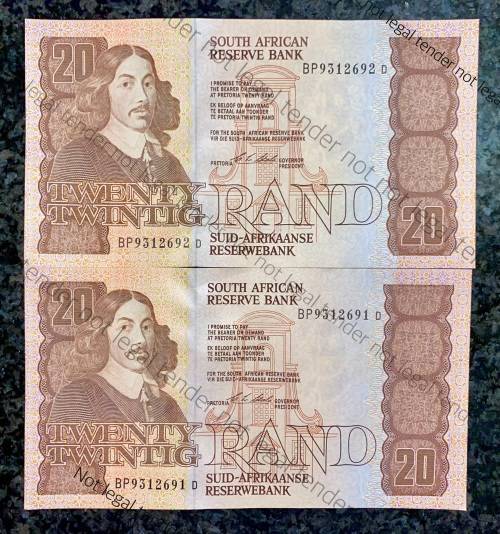 20
SOUTH AFRICAN
RESERVE BANK
BP9312692 D
I PROMISE TO PAY
THE BEARER ON DEMAND
AT PRETORIA TWENTY RAND
EK BELOOF OP AANVRAAG
TE BETAAL AAN TOONDER
TE PRETORIA TWINTIG RAND
FOR THE SOUTH AFRICAN RESERVE BANK
VIR DIE SUID-AFRIKAANSE RESERWEBANK
PRETORIA GOVERNOR
PRESIDENT
TWENTY
TWINTIG RAND
20
BP9312692 D
SUID-AFRIKAANSE
RESERWEBANK
20
SOUTH AFRICAN
RESERVE BANK
BP9312691 D
I PROMISE TO PAY
THE BEARER ON DEMAND
AT PRETORIA TWENTY RAND
EK BELOOF OP AANVRAAG
TE BETAAL AAN TOONDER
TE PRETORIA TWINTIG RAND
FOR THE SOUTH AFRICAN RESERVE BANK
VIR DIE SUID-AFRIKAANSE RESERWEBANK
PRETORIA GOVERNOR
PRESIDENT
TWENTY
TWINTIG RAND
20
BP9312691 D
SUID-AFRIKAANSE
RESERWEBANK
Not legal tender not legal tender not legal tender